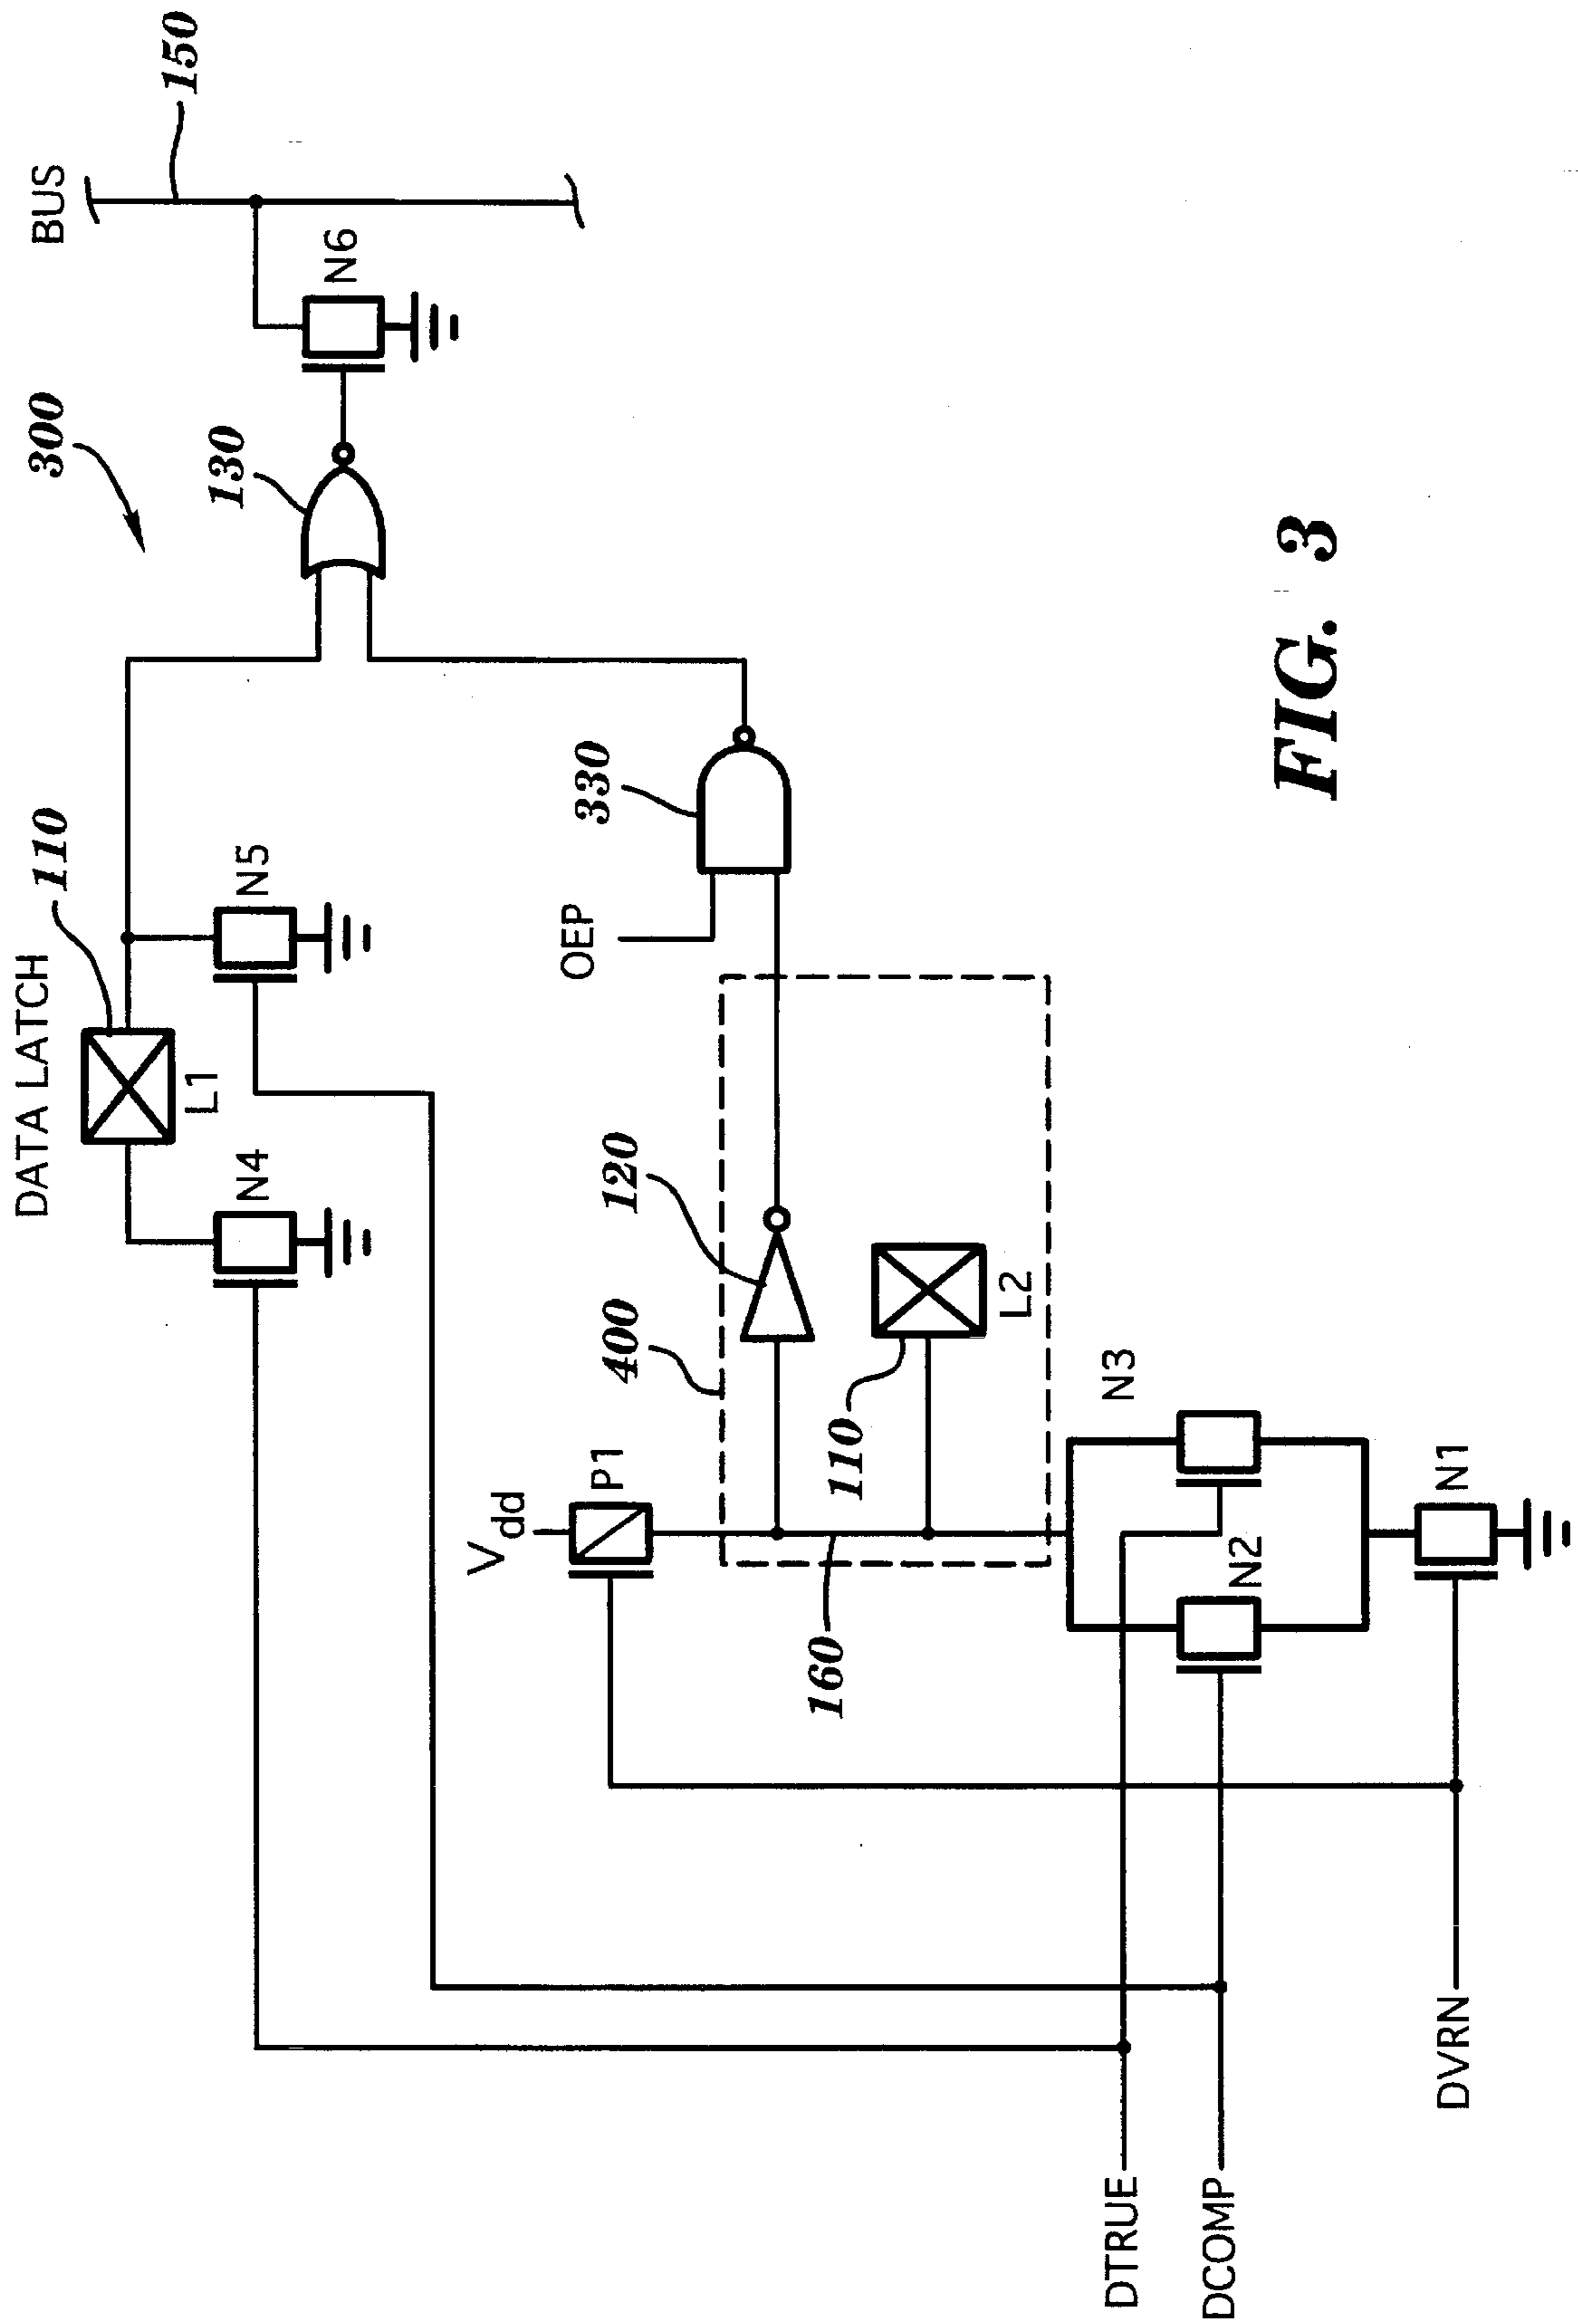 300
BUS
150
DATA LATCH
110
L1
N4
N5
130
N6
V
dd
P1
400
120
OEP
330
160
110
L2
N3
N2
N1
DTRUE
DCOMP
DVRN
FIG. 3